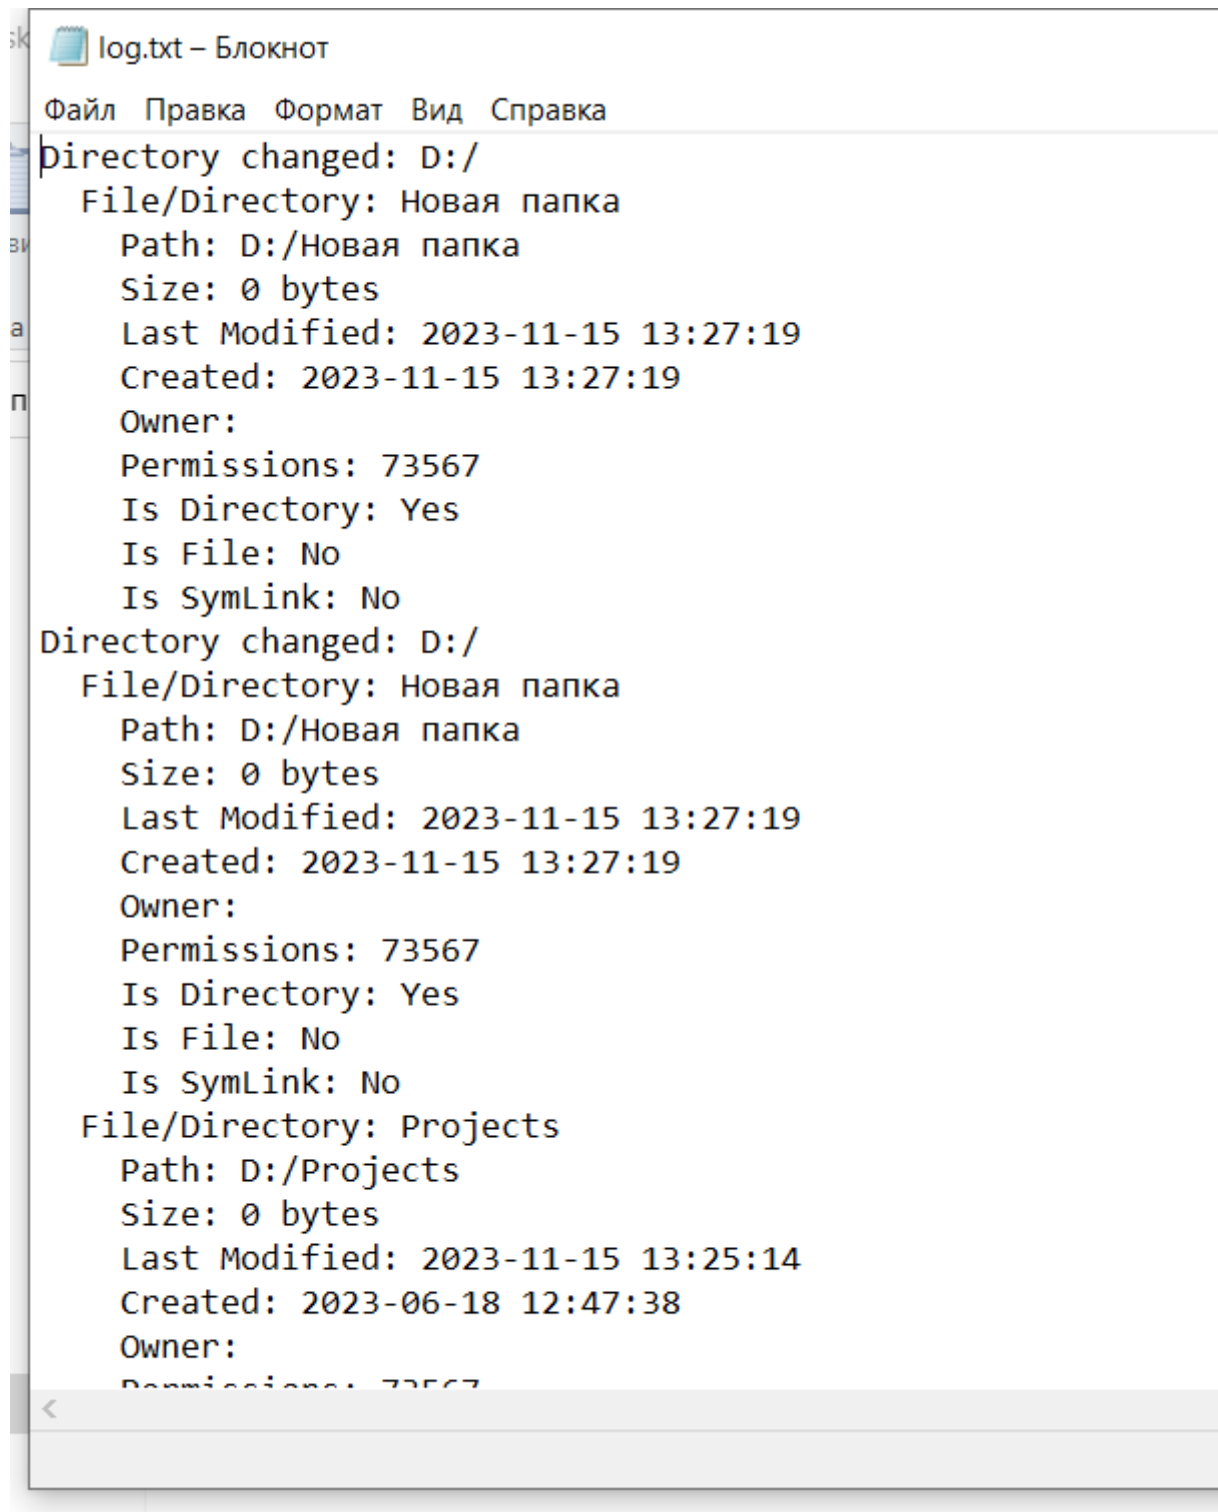 log.txt – Блокнот
Файл Правка Формат Вид Справка
Directory changed: D:/
File/Directory: Новая папка
Path: D:/Новая папка
Size: 0 bytes
Last Modified: 2023-11-15 13:27:19
Created: 2023-11-15 13:27:19
Owner:
Permissions: 73567
Is Directory: Yes
Is File: No
Is SymLink: No
Directory changed: D:/
File/Directory: Новая папка
Path: D:/Новая папка
Size: 0 bytes
Last Modified: 2023-11-15 13:27:19
Created: 2023-11-15 13:27:19
Owner:
Permissions: 73567
Is Directory: Yes
Is File: No
Is SymLink: No
File/Directory: Projects
Path: D:/Projects
Size: 0 bytes
Last Modified: 2023-11-15 13:25:14
Created: 2023-06-18 12:47:38
Owner:
Permissions: 73567